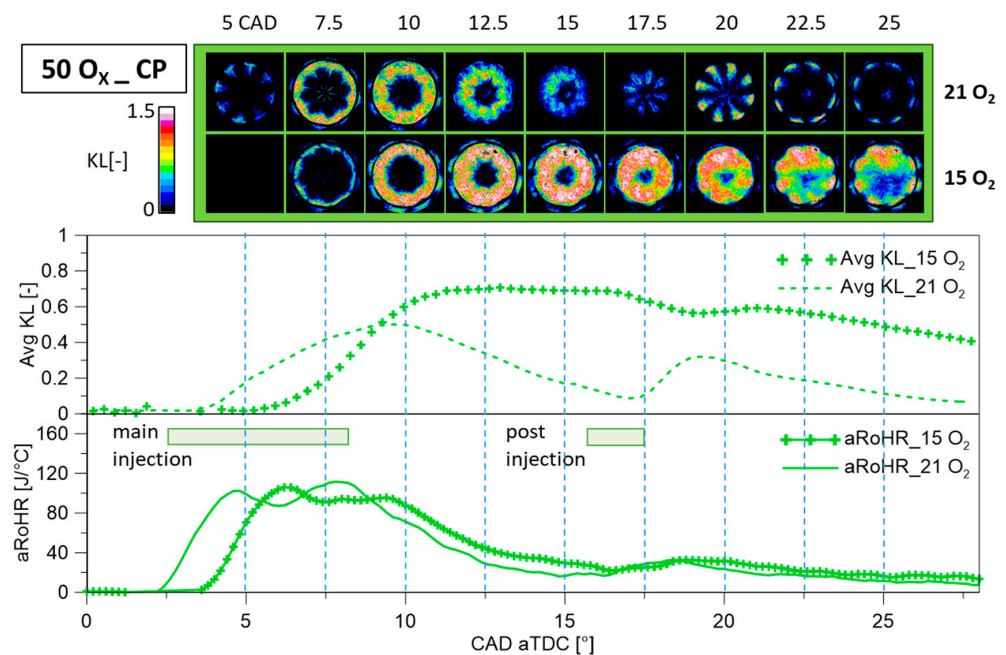 5 CAD 7.5 10 12.5 15 17.5 20 22.5 25
50 Oₓ _ CP
21 O₂
1.5
KL[-]
0
15 O₂
1
0.8
0.6
0.4
0.2
0
Avg KL [-]
Avg KL_15 O₂
Avg KL_21 O₂
160
120
80
40
0
aRoHR [J/°C]
main
injection
post
injection
aRoHR_15 O₂
aRoHR_21 O₂
0 5 10 15 20 25
CAD aTDC [°]